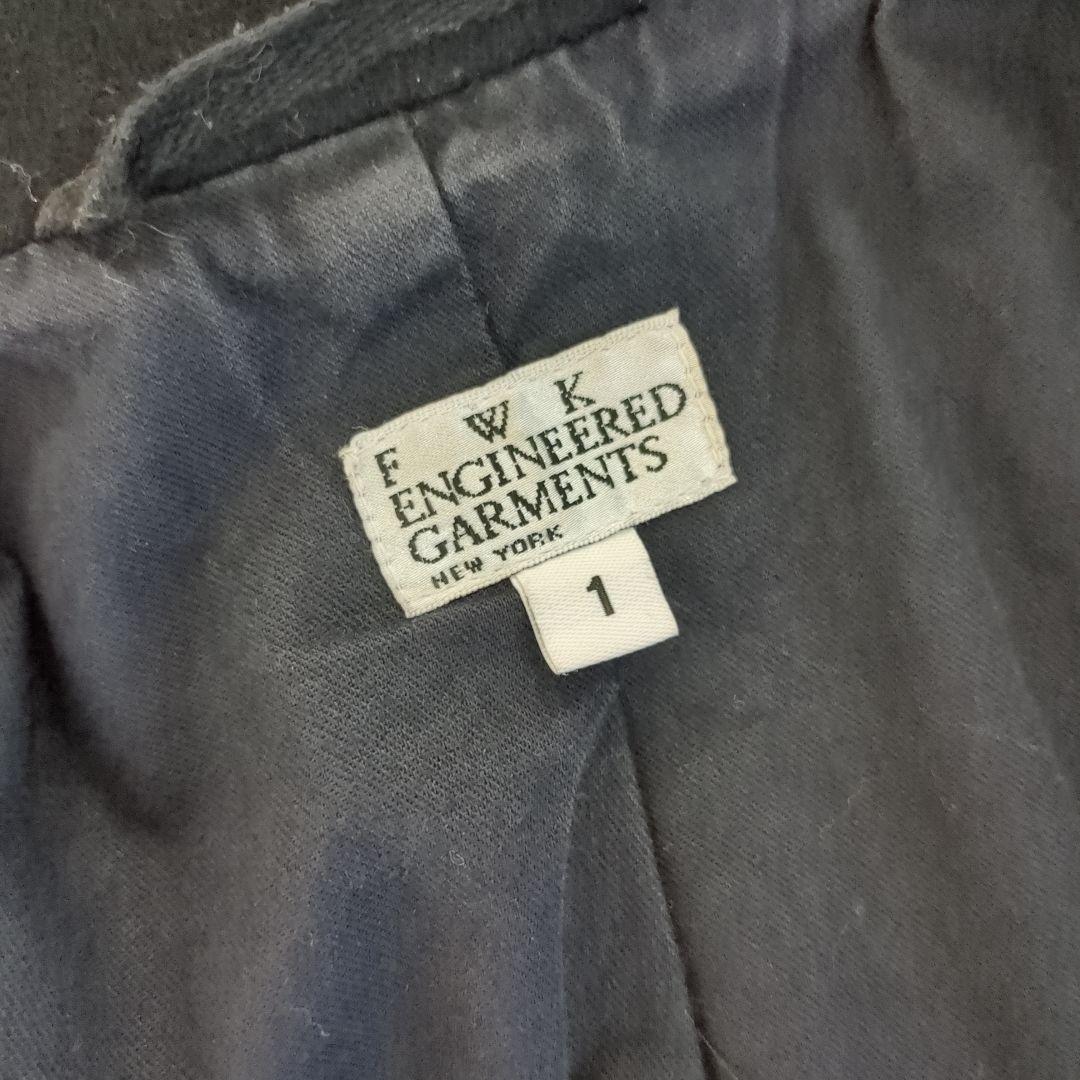 F W K
ENGINEERED
GARMENTS
NEW YORK
1